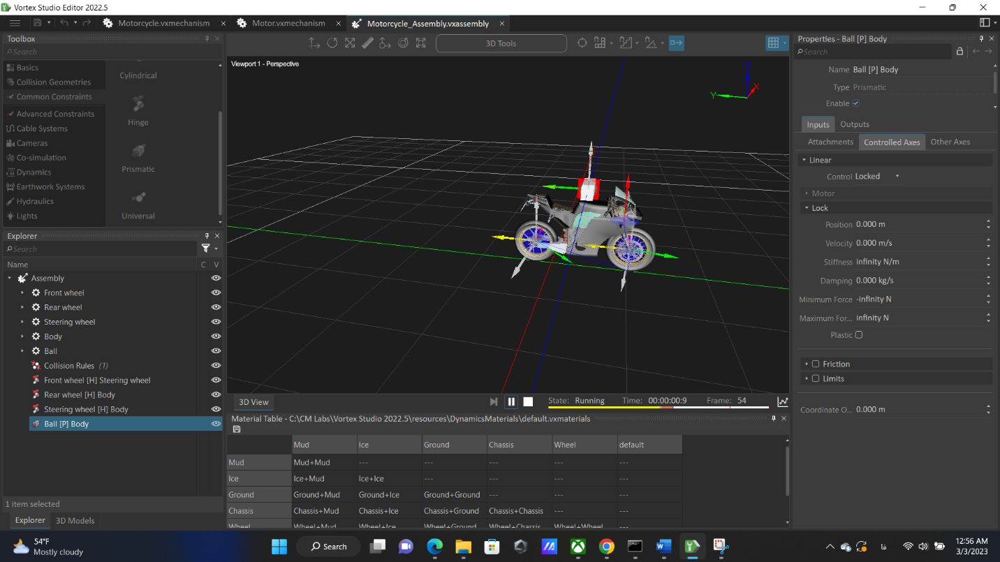 Vortex Studio Editor 2022.5
Motorcycle.vxmechanism
Motor.vxmechanism
Motorcycle_Assembly.vxassembly
Toolbox
Search
Basics
Collision Geometries
Common Constraints
Advanced Constraints
Cable Systems
Cameras
Co-simulation
Dynamics
Earthwork Systems
Hydraulics
Lights
Cylindrical
Hinge
Prismatic
Universal
Explorer
Search
Name C V
Assembly
Front wheel
Rear wheel
Steering wheel
Body
Ball
Collision Rules (1)
Front wheel [H] Steering wheel
Rear wheel [H] Body
Steering wheel [H] Body
Ball [P] Body
1 item selected
Explorer 3D Models
3D Tools
Viewport 1 - Perspective
Z
X
Y
3D View
State: Running Time: 00:00:00:9 Frame: 54
Material Table - C:\CM Labs\Vortex Studio 2022.5\resources\DynamicsMaterials\default.vxmaterials
Mud Ice Ground Chassis Wheel default
Mud Mud+Mud --- --- --- --- ---
Ice Ice+Mud Ice+Ice --- --- --- ---
Ground Ground+Mud Ground+Ice Ground+Ground --- --- ---
Chassis Chassis+Mud Chassis+Ice Chassis+Ground Chassis+Chassis --- ---
Wheel Wheel+Mud Wheel+Ice Wheel+Ground Wheel+Chassis Wheel+Wheel ---
Properties - Ball [P] Body
Search
Name Ball [P] Body
Type Prismatic
Enable
Inputs Outputs
Attachments Controlled Axes Other Axes
Linear
Control Locked
Motor
Lock
Position 0.000 m
Velocity 0.000 m/s
Stiffness infinity N/m
Damping 0.000 kg/s
Minimum Force -infinity N
Maximum For... infinity N
Plastic
Friction
Limits
Coordinate O... 0.000 m
54°F
Mostly cloudy
Search
فا
12:56 AM
3/3/2023